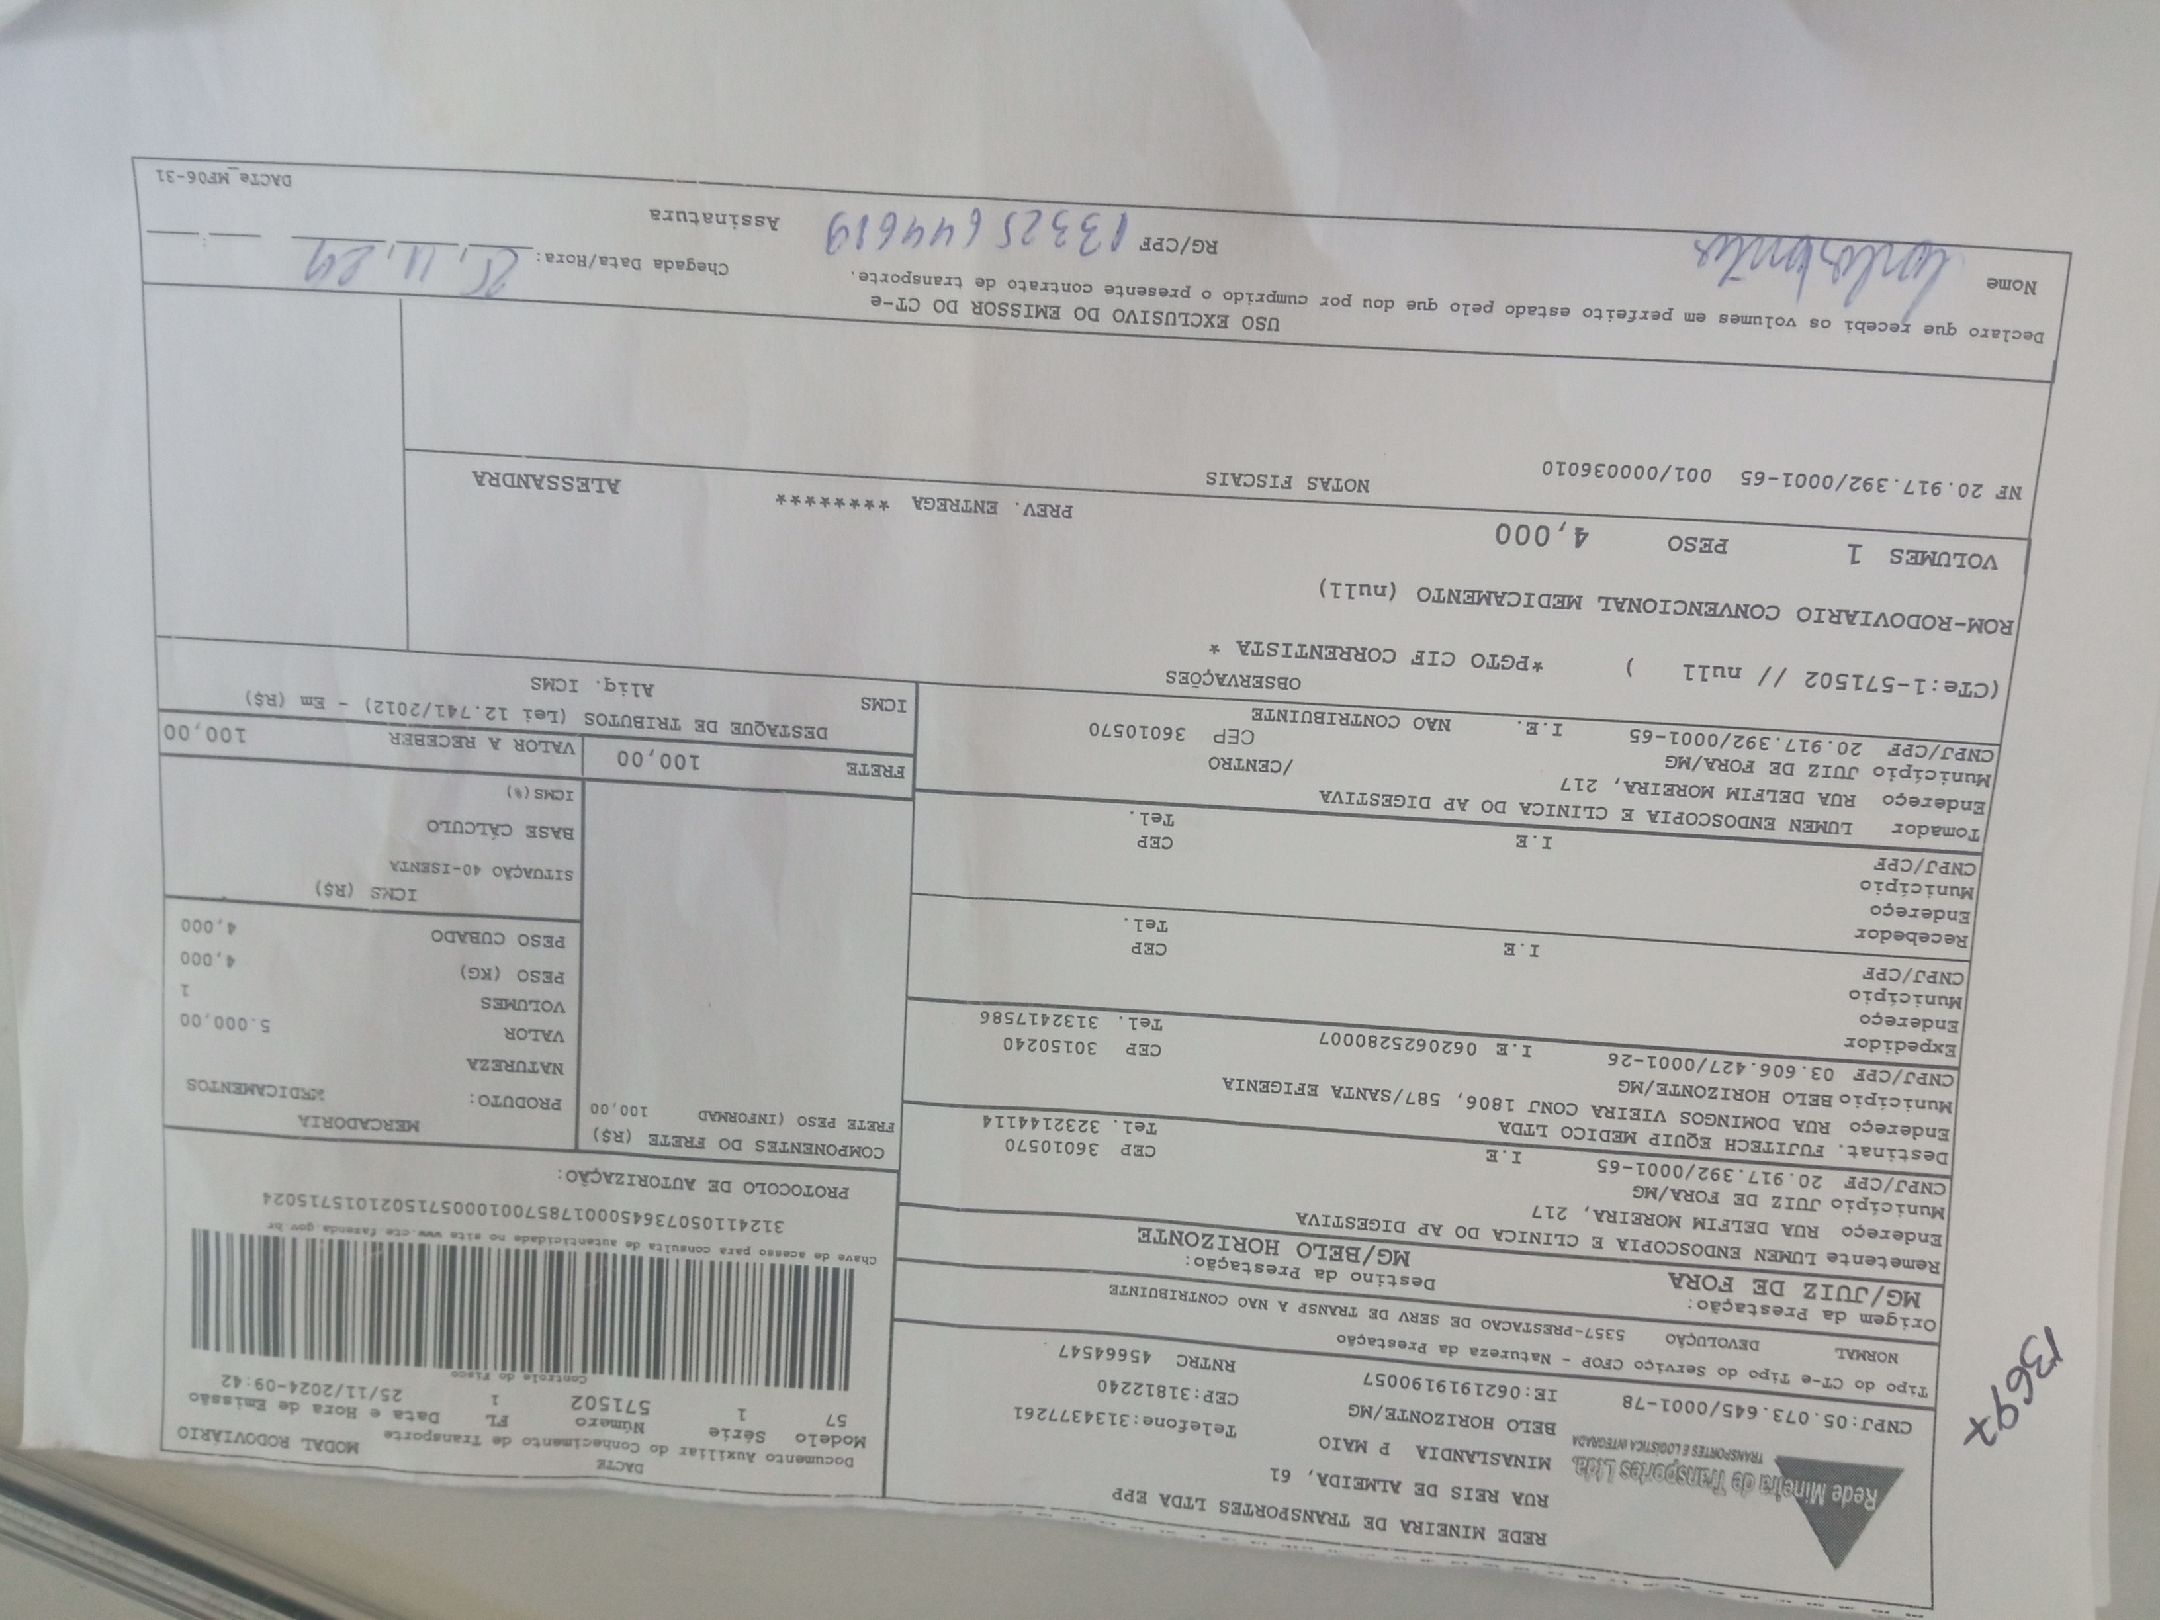 REDE MINEIRA DE TRANSPORTES LTDA EPP
Rede Mineira de Transportes Ltda.
TRANSPORTES E LOGISTICA INTEGRADA
RUA REIS DE ALMEIDA, 61
MINASLANDIA P MAIO Telefone:3134377261
BELO HORIZONTE/MG CEP:31812240
CNPJ:05.073.645/0001-78 IE:0621919190057 RNTRC 45664547
Tipo do CT-e Tipo do Serviço CFOP - Natureza da Prestação
NORMAL DEVOLUÇÃO 5357-PRESTACAO DE SERV DE TRANSP A NAO CONTRIBUINTE
Origem da Prestação: Destino da Prestação:
MG/JUIZ DE FORA MG/BELO HORIZONTE
Remetente LUMEN ENDOSCOPIA E CLINICA DO AP DIGESTIVA
Endereço RUA DELFIM MOREIRA, 217
Município JUIZ DE FORA/MG CEP 36010570
CNPJ/CPF 20.917.392/0001-65 I.E Tel. 3232144114
Destinat. FUJITECH EQUIP MEDICO LTDA
Endereço RUA DOMINGOS VIEIRA CONJ 1806, 587/SANTA EFIGENIA
Município BELO HORIZONTE/MG CEP 30150240
CNPJ/CPF 03.606.427/0001-26 I.E 0620625280007 Tel. 3132417586
Expedidor
Endereço
Município CEP
CNPJ/CPF I.E Tel.
Recebedor
Endereço
Município CEP
CNPJ/CPF I.E Tel.
Tomador LUMEN ENDOSCOPIA E CLINICA DO AP DIGESTIVA
Endereço RUA DELFIM MOREIRA, 217 /CENTRO
Município JUIZ DE FORA/MG CEP 36010570
CNPJ/CPF 20.917.392/0001-65 I.E. NAO CONTRIBUINTE
DACTE
Documento Auxiliar do Conhecimento de Transporte MODAL RODOVIÁRIO
Modelo Série Número FL Data e Hora de Emissão
57 1 571502 1 25/11/2024-09:42
Controle do Fisco
Chave de acesso para consulta de autenticidade no site www.cte.fazenda.gov.br
31241105073645000178570010005715021015715024
PROTOCOLO DE AUTORIZAÇÃO:
COMPONENTES DO FRETE (R$)
FRETE PESO (INFORMAD 100,00
MERCADORIA
PRODUTO:
NATUREZA
VALOR 5.000,00
VOLUMES 1
PESO (KG) 4,000
PESO CUBADO 4,000
ICMS (R$)
SITUAÇÃO 40-ISENTA
BASE CÁLCULO
ICMS(%)
FRETE 100,00 VALOR A RECEBER 100,00
DESTAQUE DE TRIBUTOS (Lei 12.741/2012) - Em (R$)
ICMS Aliq. ICMS
OBSERVAÇÕES
(CTe:1-571502 // null ) *PGTO CIF CORRENTISTA *
ROM-RODOVIARIO CONVENCIONAL MEDICAMENTO (null)
VOLUMES 1 PESO 4,000 PREV. ENTREGA ******** ALESSANDRA
NOTAS FISCAIS
NF 20.917.392/0001-65 001/000036010
USO EXCLUSIVO DO EMISSOR DO CT-e
Declaro que recebi os volumes em perfeito estado pelo que dou por cumprido o presente contrato de transporte.
Chegada Data/Hora: 25, 11, 24
Nome RG/CPF 13325644619 Assinatura
DACTe_MF06-31